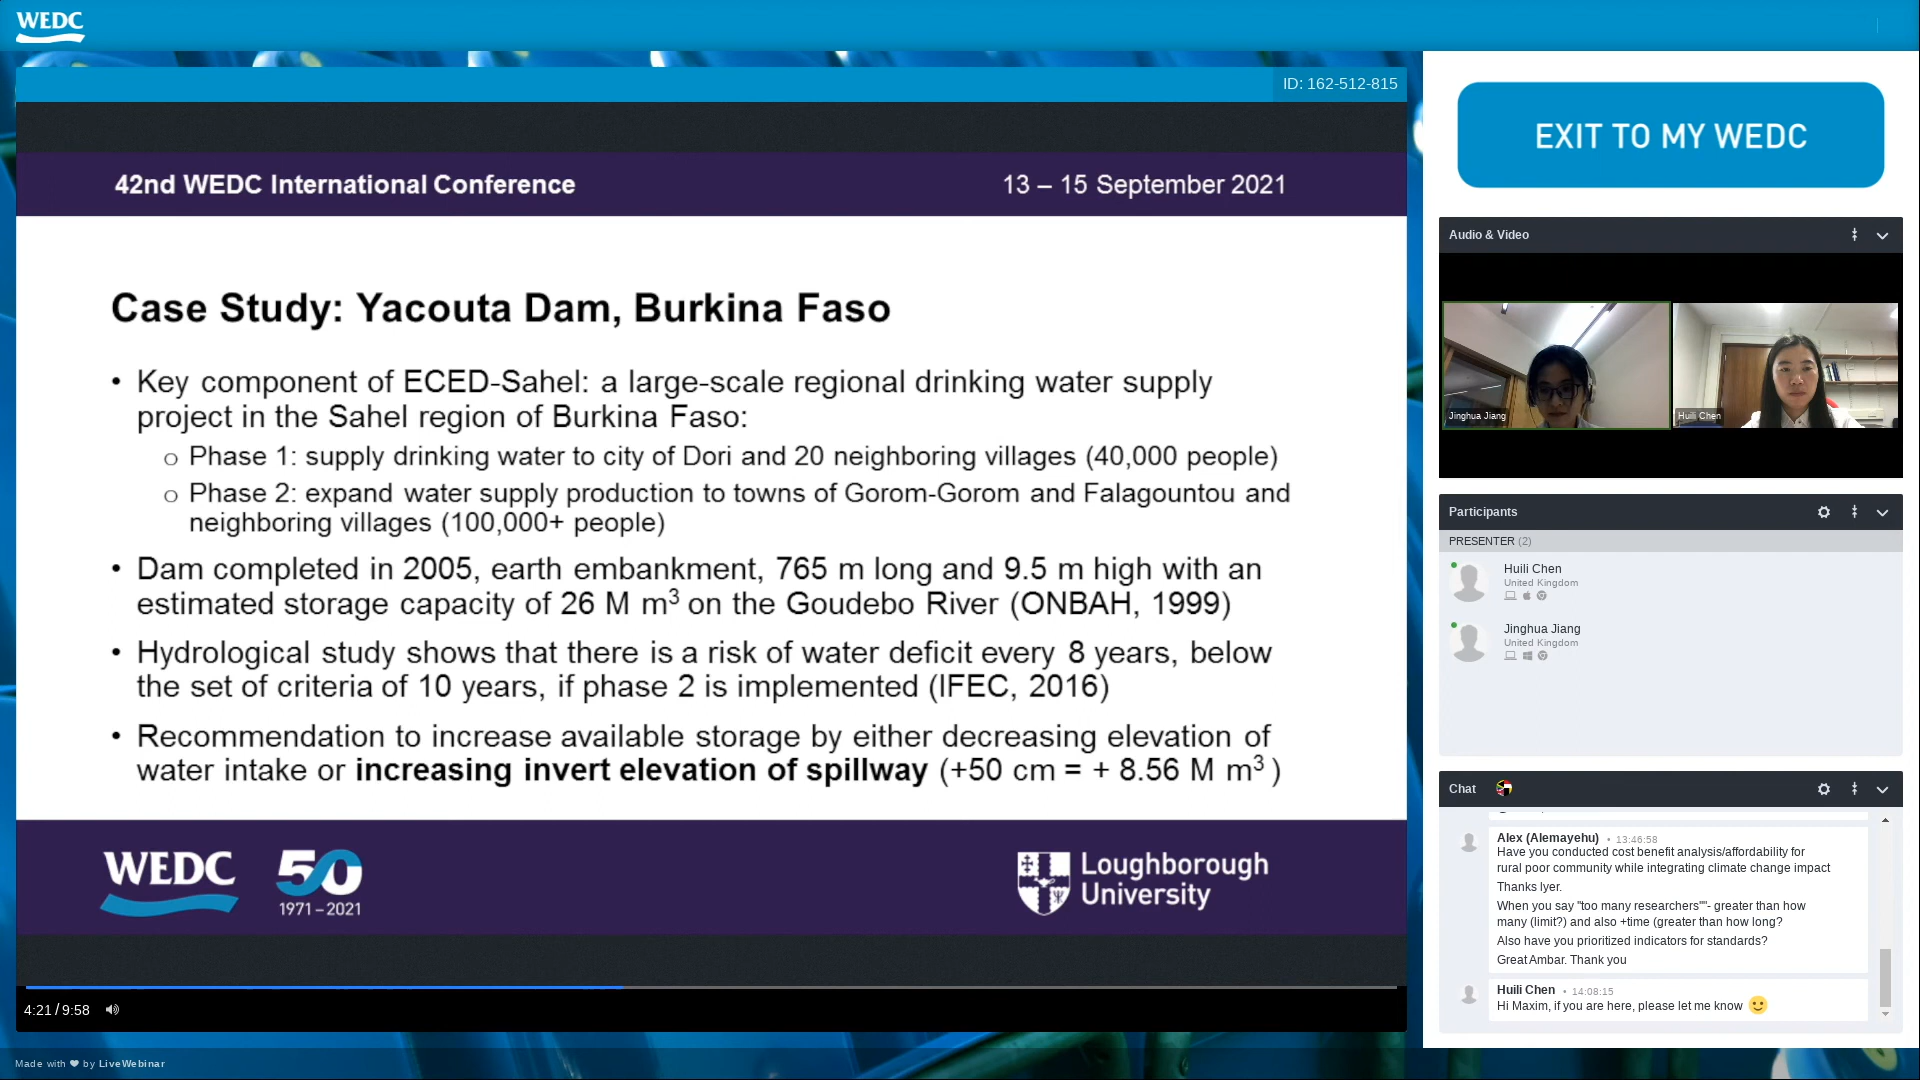 WEDC
ID: 162-512-815
42nd WEDC International Conference
13 – 15 September 2021
Case Study: Yacouta Dam, Burkina Faso
• Key component of ECED-Sahel: a large-scale regional drinking water supply
project in the Sahel region of Burkina Faso:
o Phase 1: supply drinking water to city of Dori and 20 neighboring villages (40,000 people)
o Phase 2: expand water supply production to towns of Gorom-Gorom and Falagountou and
neighboring villages (100,000+ people)
• Dam completed in 2005, earth embankment, 765 m long and 9.5 m high with an
estimated storage capacity of 26 M m³ on the Goudebo River (ONBAH, 1999)
• Hydrological study shows that there is a risk of water deficit every 8 years, below
the set of criteria of 10 years, if phase 2 is implemented (IFEC, 2016)
• Recommendation to increase available storage by either decreasing elevation of
water intake or increasing invert elevation of spillway (+50 cm = + 8.56 M m³ )
WEDC
50
1971 – 2021
Loughborough
University
4:21 / 9:58
Made with ❤ by LiveWebinar
EXIT TO MY WEDC
Audio & Video
Jinghua Jiang
Huili Chen
Participants
PRESENTER (2)
Huili Chen
United Kingdom
Jinghua Jiang
United Kingdom
Chat
Alex (Alemayehu) • 13:46:58
Have you conducted cost benefit analysis/affordability for
rural poor community while integrating climate change impact
Thanks lyer.
When you say "too many researchers""- greater than how
many (limit?) and also +time (greater than how long?
Also have you prioritized indicators for standards?
Great Ambar. Thank you
Huili Chen • 14:08:15
Hi Maxim, if you are here, please let me know 🙂